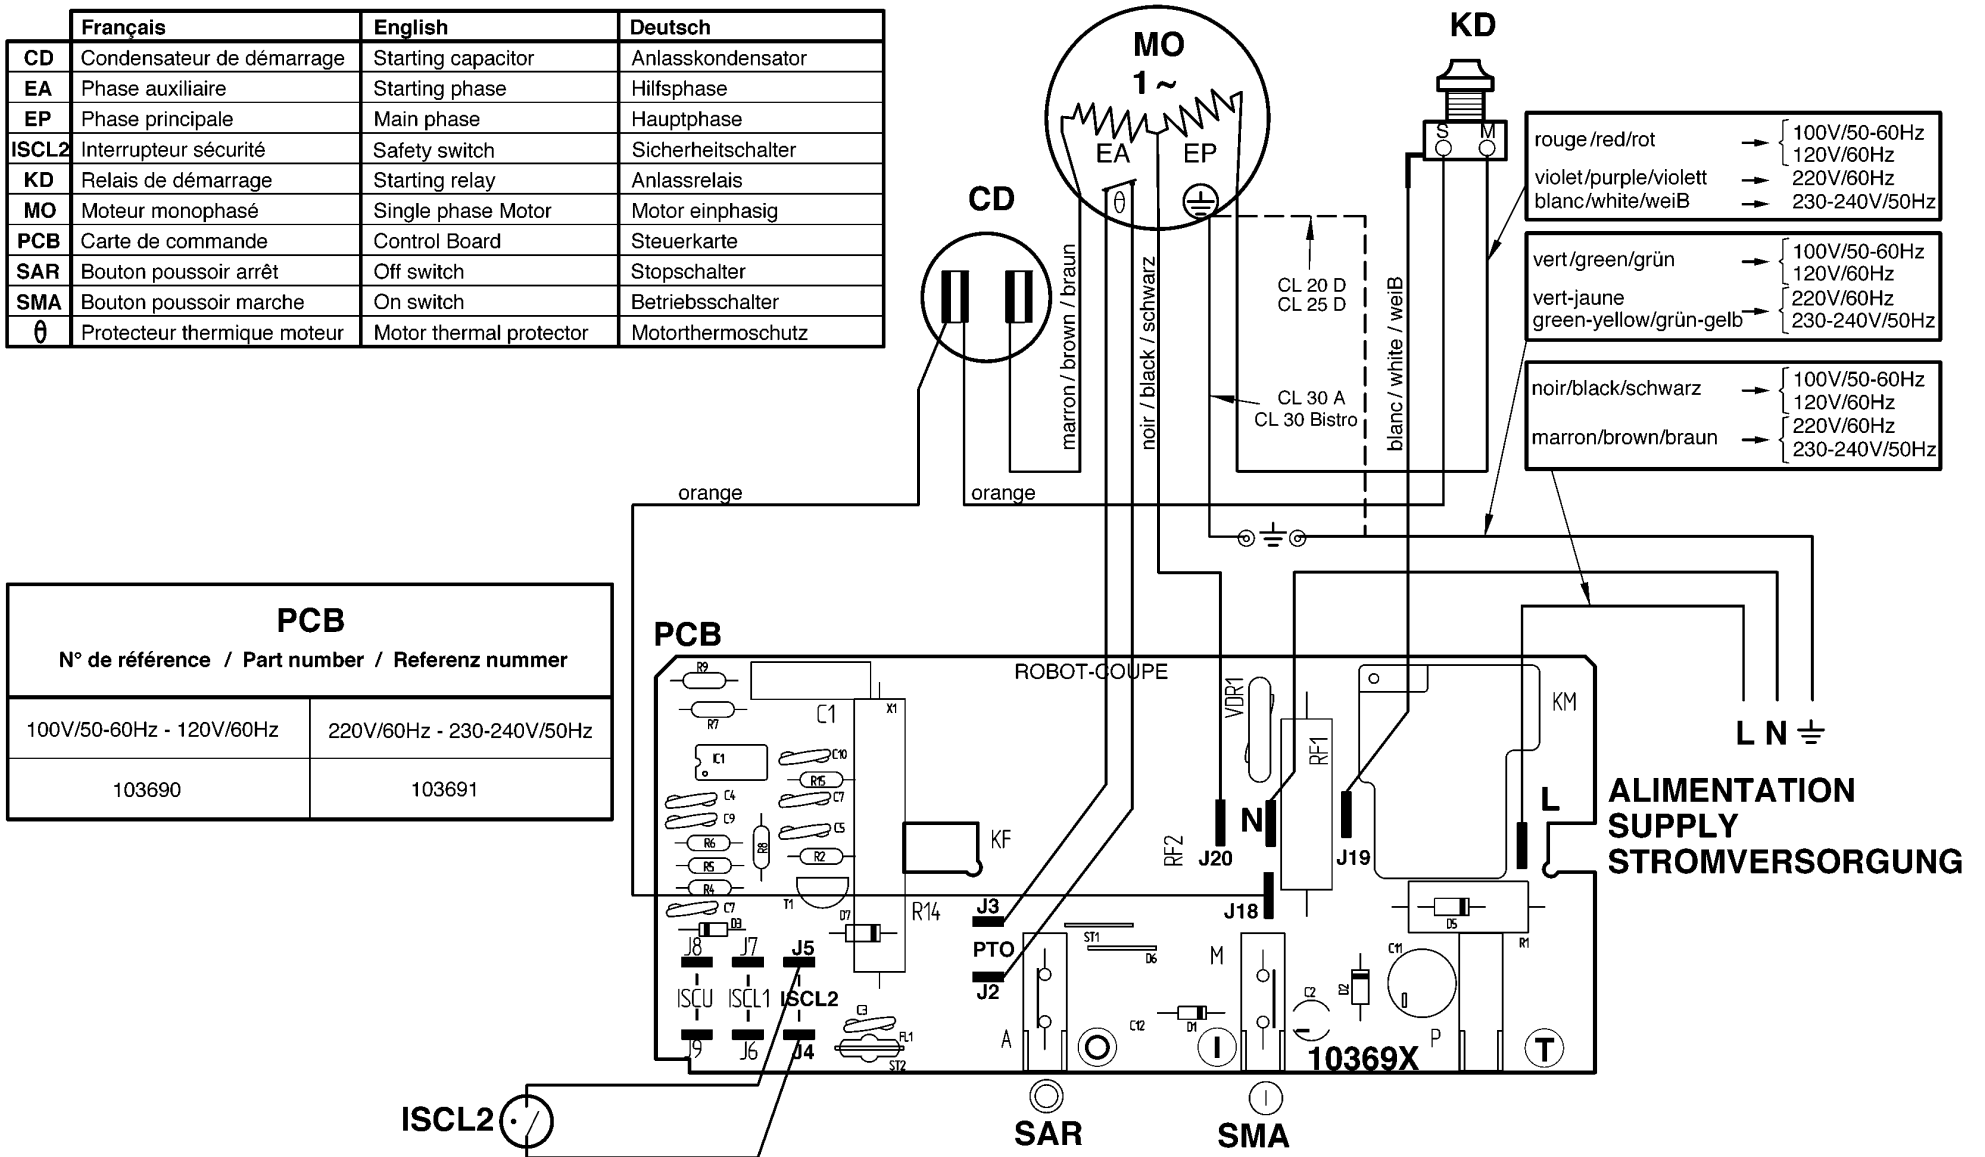 Français English Deutsch
CD Condensateur de démarrage Starting capacitor Anlasskondensator
EA Phase auxiliaire Starting phase Hilfsphase
EP Phase principale Main phase Hauptphase
ISCL2 Interrupteur sécurité Safety switch Sicherheitschalter
KD Relais de démarrage Starting relay Anlassrelais
MO Moteur monophasé Single phase Motor Motor einphasig
PCB Carte de commande Control Board Steuerkarte
SAR Bouton poussoir arrêt Off switch Stopschalter
SMA Bouton poussoir marche On switch Betriebsschalter
θ Protecteur thermique moteur Motor thermal protector Motorthermoschutz
MO
1 ~
EA EP
θ
KD
S M
CD
rouge/red/rot 100V/50-60Hz
120V/60Hz
violet/purple/violett 220V/60Hz
blanc/white/weiB 230-240V/50Hz
vert/green/grün 100V/50-60Hz
120V/60Hz
vert-jaune 220V/60Hz
green-yellow/grün-gelb 230-240V/50Hz
noir/black/schwarz 100V/50-60Hz
120V/60Hz
marron/brown/braun 220V/60Hz
230-240V/50Hz
marron / brown / braun
noir / black / schwarz
CL 20 D
CL 25 D
CL 30 A
CL 30 Bistro
blanc / white / weiB
orange
orange
PCB
N° de référence / Part number / Referenz nummer
100V/50-60Hz - 120V/60Hz 220V/60Hz - 230-240V/50Hz
103690 103691
PCB
ROBOT-COUPE
L N
ALIMENTATION
SUPPLY
STROMVERSORGUNG
R9
R7
C1
X1
IC1
C10
R15
C4
C7
C9
C5
R6
R8
R5
R2
R4
C7
T1
D3
D7
R14
KF
VDR1
RF1
KM
RF2
J20
N
J19
L
J18
J3
PTO
J2
ST1
D6
M
D5
R1
C11
J8 J7 J5
ISCU ISCL1 ISCL2
J9 J6 J4
C3
FL1
ST2
A
O
C12
D1
I
C2
D2
P
T
10369X
ISCL2
SAR
SMA